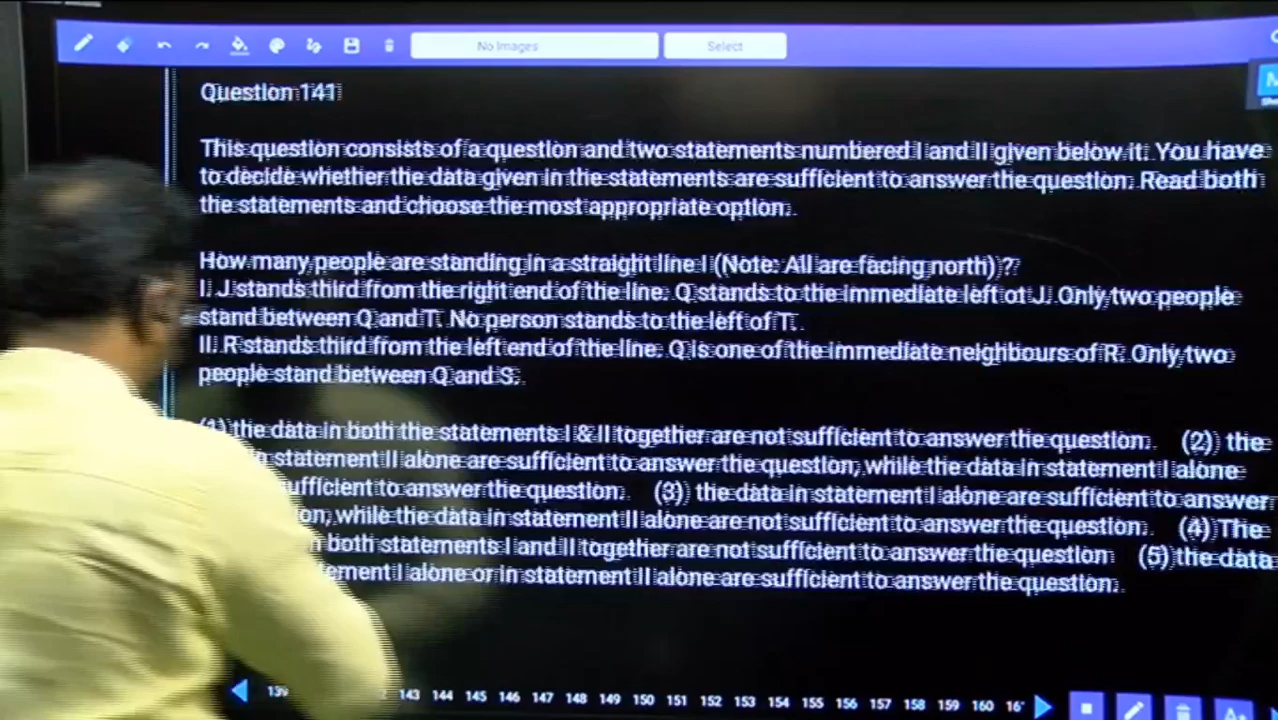 No Images
Select
Question 141
This question consists of a question and two statements numbered I and II given below it. You have
to decide whether the data given in the statements are sufficient to answer the question. Read both
the statements and choose the most appropriate option.
How many people are standing in a straight line I (Note: All are facing north) ?
I. J stands third from the right end of the line. Q stands to the immediate left ot J. Only two people
stand between Q and T. No person stands to the left of T.
II. R stands third from the left end of the line. Q is one of the immediate neighbours of R. Only two
people stand between Q and S.
(1) the data in both the statements I & II together are not sufficient to answer the question. (2) the
statement II alone are sufficient to answer the question, while the data in statement I alone
to answer the question. (3) the data in statement I alone are sufficient to answer
while the data in statement II alone are not sufficient to answer the question. (4) The
both statements I and II together are not sufficient to answer the question (5) the data
I alone or in statement II alone are sufficient to answer the question.
143 144 145 146 147 148 149 150 151 152 153 154 155 156 157 158 159 160